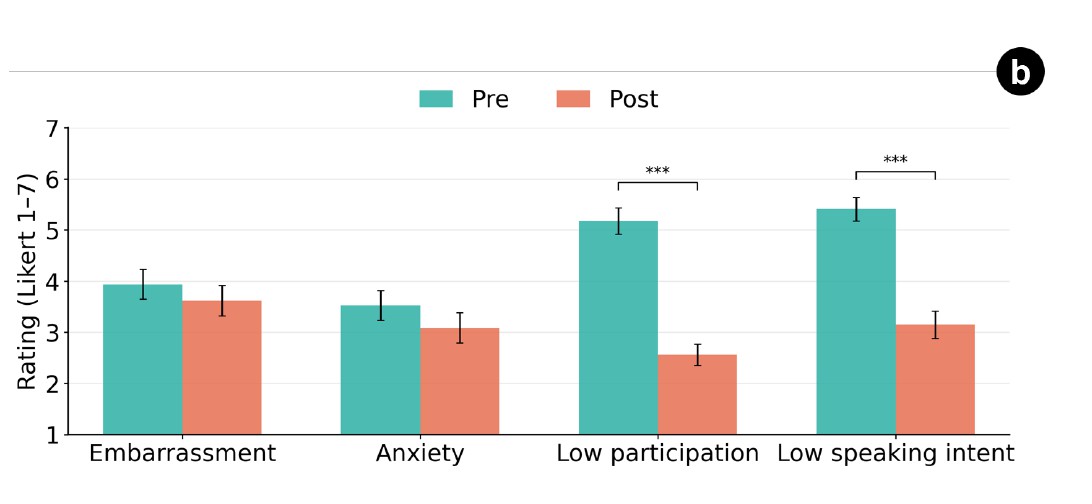 b
Pre Post
7
6
5
4
3
2
1
Rating (Likert 1–7)
***
***
Embarrassment Anxiety Low participation Low speaking intent